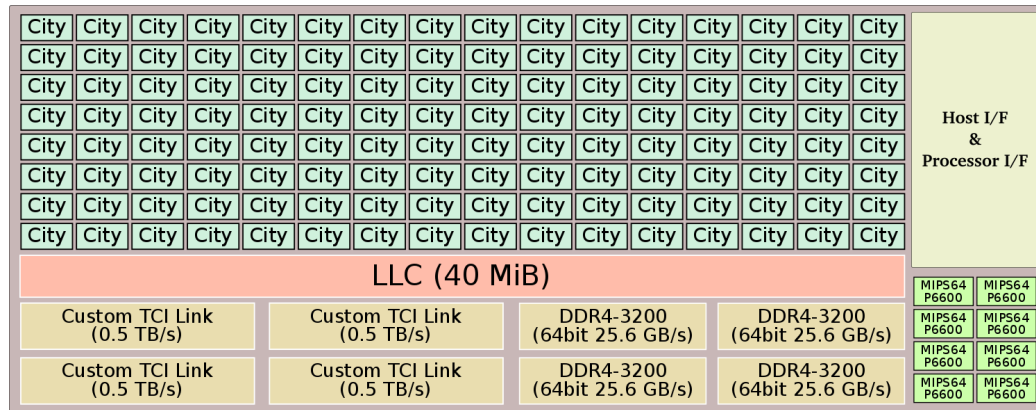 City City City City City City City City City City City City City City City City
City City City City City City City City City City City City City City City City
City City City City City City City City City City City City City City City City
City City City City City City City City City City City City City City City City
City City City City City City City City City City City City City City City City
City City City City City City City City City City City City City City City City
City City City City City City City City City City City City City City City City
City City City City City City City City City City City City City City City City
Host I/F
&
Processor I/F
LLC (40 MiB)
Custom TCI Link
(0.5 TB/s)
Custom TCI Link
(0.5 TB/s)
DDR4-3200
(64bit 25.6 GB/s)
DDR4-3200
(64bit 25.6 GB/s)
Custom TCI Link
(0.5 TB/s)
Custom TCI Link
(0.5 TB/s)
DDR4-3200
(64bit 25.6 GB/s)
DDR4-3200
(64bit 25.6 GB/s)
MIPS64
P6600
MIPS64
P6600
MIPS64
P6600
MIPS64
P6600
MIPS64
P6600
MIPS64
P6600
MIPS64
P6600
MIPS64
P6600